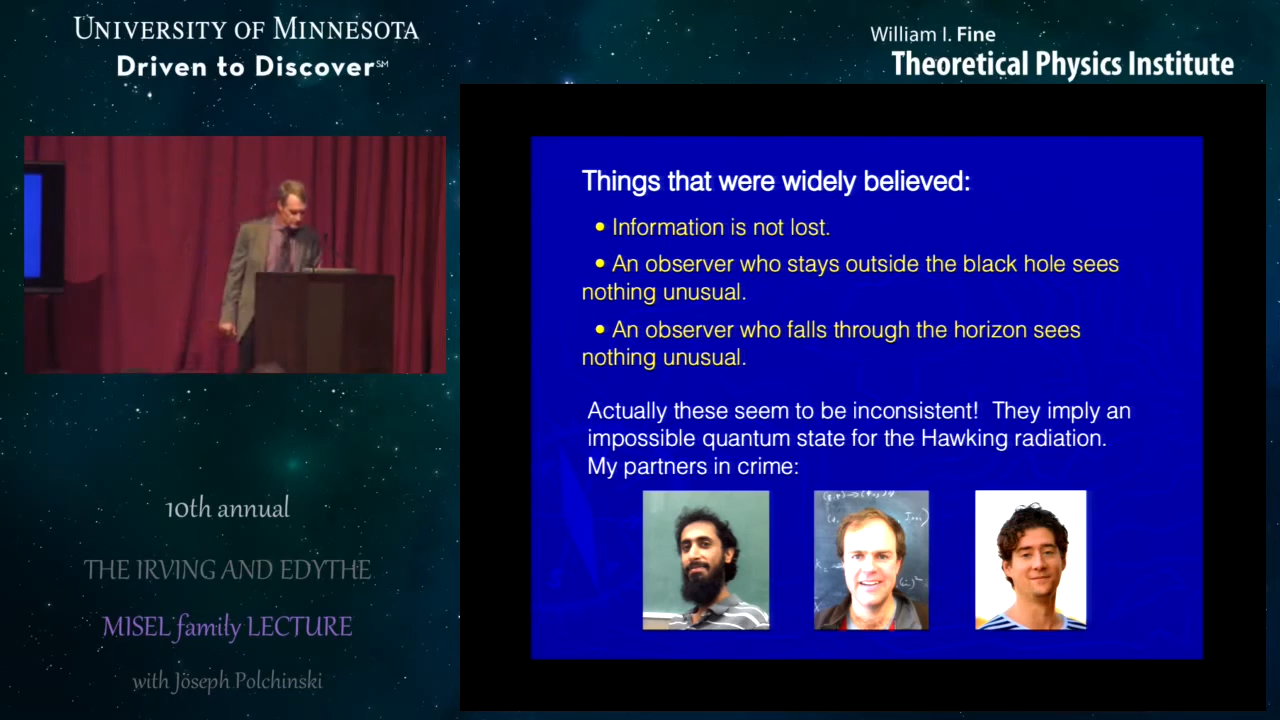 UNIVERSITY OF MINNESOTA
Driven to Discover℠
William I. Fine
Theoretical Physics Institute
Things that were widely believed:
• Information is not lost.
• An observer who stays outside the black hole sees
nothing unusual.
• An observer who falls through the horizon sees
nothing unusual.
Actually these seem to be inconsistent!  They imply an
impossible quantum state for the Hawking radiation.
My partners in crime:
10th annual
THE IRVING AND EDYTHE
MISEL family LECTURE
with Joseph Polchinski